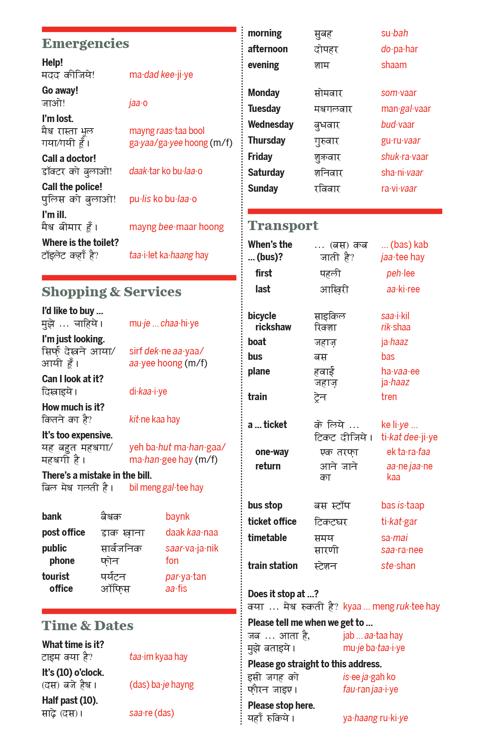 Emergencies
Help!
मदद कीजिये! ma·dad kee·ji·ye
Go away!
जाओ! jaa·o
I'm lost.
मैथ रास्ता भूल mayng raas·taa bool
गया/गयी हूँ। ga·yaa/ga·yee hoong (m/f)
Call a doctor!
डॉक्टर को बुलाओ! daak·tar ko bu·laa·o
Call the police!
पुलिस को बुलाओ! pu·lis ko bu·laa·o
I'm ill.
मैथ बीमार हूँ। mayng bee·maar hoong
Where is the toilet?
टॉइलेट कहाँ है? taa·i·let ka·haang hay
Shopping & Services
I'd like to buy ...
मुझे ... चाहिये। mu·je ... chaa·hi·ye
I'm just looking.
सिर्फ़ देखने आया/ sirf dek·ne aa·yaa/
आयी हूँ। aa·yee hoong (m/f)
Can I look at it?
दिखाइये। di·kaa·i·ye
How much is it?
कितने का है? kit·ne kaa hay
It's too expensive.
यह बहुत महथगा/ yeh ba·hut ma·han·gaa/
महथगी है। ma·han·gee hay (m/f)
There's a mistake in the bill.
बिल मेथ गलती है। bil meng gal·tee hay
bank बैथक baynk
post office डाक ख़ाना daak kaa·naa
public सार्वजनिक saar·va·ja·nik
phone फ़ोन fon
tourist पर्यटन par·ya·tan
office ऑफ़िस aa·fis
Time & Dates
What time is it?
टाइम क्या है? taa·im kyaa hay
It's (10) o'clock.
(दस) बजे हैथ। (das) ba·je hayng
Half past (10).
साढ़े (दस)। saa·re (das)
morning सुबह su·bah
afternoon दोपहर do·pa·har
evening शाम shaam
Monday सोमवार som·vaar
Tuesday मथगलवार man·gal·vaar
Wednesday बुधवार bud·vaar
Thursday गुरुवार gu·ru·vaar
Friday शुक्रवार shuk·ra·vaar
Saturday शनिवार sha·ni·vaar
Sunday रविवार ra·vi·vaar
Transport
When's the ... (बस) कब ... (bas) kab
... (bus)? जाती है? jaa·tee hay
first पहली peh·lee
last आख़िरी aa·ki·ree
bicycle साइकिल saa·i·kil
rickshaw रिक्शा rik·shaa
boat जहाज़ ja·haaz
bus बस bas
plane हवाई ha·vaa·ee
जहाज़ ja·haaz
train ट्रेन tren
a ... ticket के लिये ... ke li·ye ...
टिकट दीजिये। ti·kat dee·ji·ye
one-way एक तरफ़ा ek ta·ra·faa
return आने जाने aa·ne jaa·ne
का kaa
bus stop बस स्टॉप bas is·taap
ticket office टिकटघर ti·kat·gar
timetable समय sa·mai
सारणी saa·ra·nee
train station स्टेशन ste·shan
Does it stop at ...?
क्या ... मेथ रुकती है? kyaa ... meng ruk·tee hay
Please tell me when we get to ...
जब ... आता है, jab ... aa·taa hay
मुझे बताइये। mu·je ba·taa·i·ye
Please go straight to this address.
इसी जगह को is·ee ja·gah ko
फ़ौरन जाइए। fau·ran jaa·i·ye
Please stop here.
यहाँ रुकिये। ya·haang ru·ki·ye